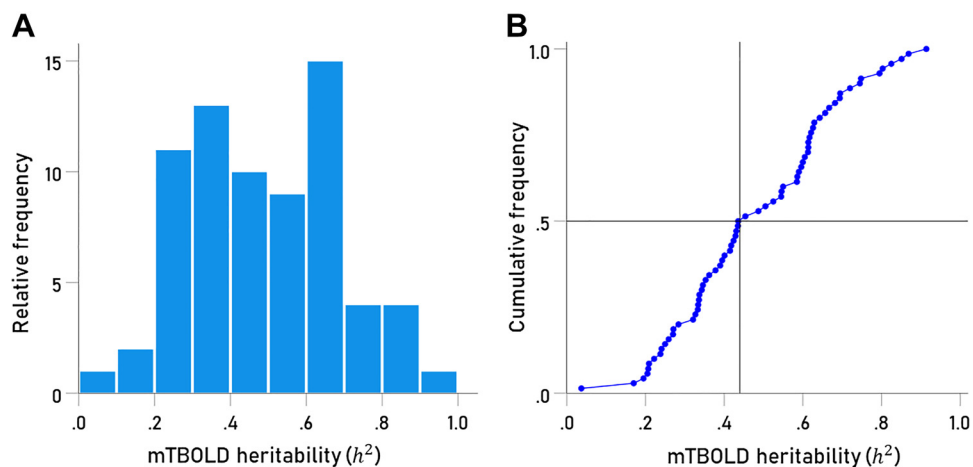 A
Relative frequency
15
10
5
0
.0 .2 .4 .6 .8 1.0
mTBOLD heritability (h²)
B
Cumulative frequency
1.0
.5
.0
.0 .2 .4 .6 .8 1.0
mTBOLD heritability (h²)